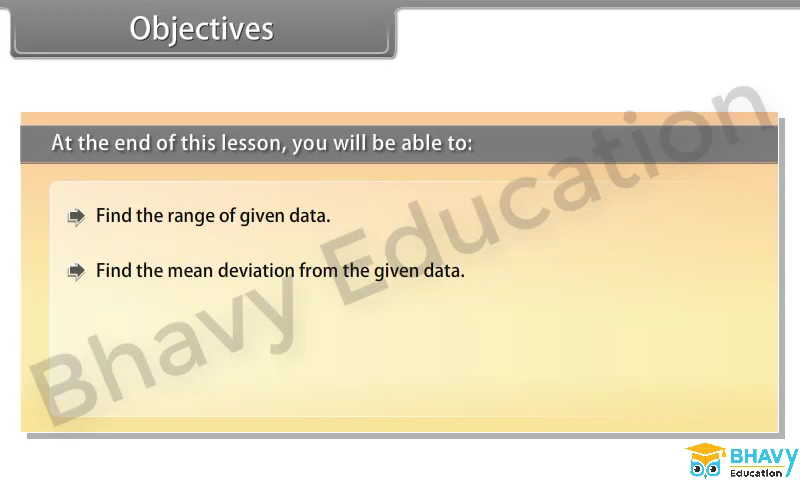 Objectives
At the end of this lesson, you will be able to:
Find the range of given data.
Find the mean deviation from the given data.
Bhavy Education
BHAVY
Education